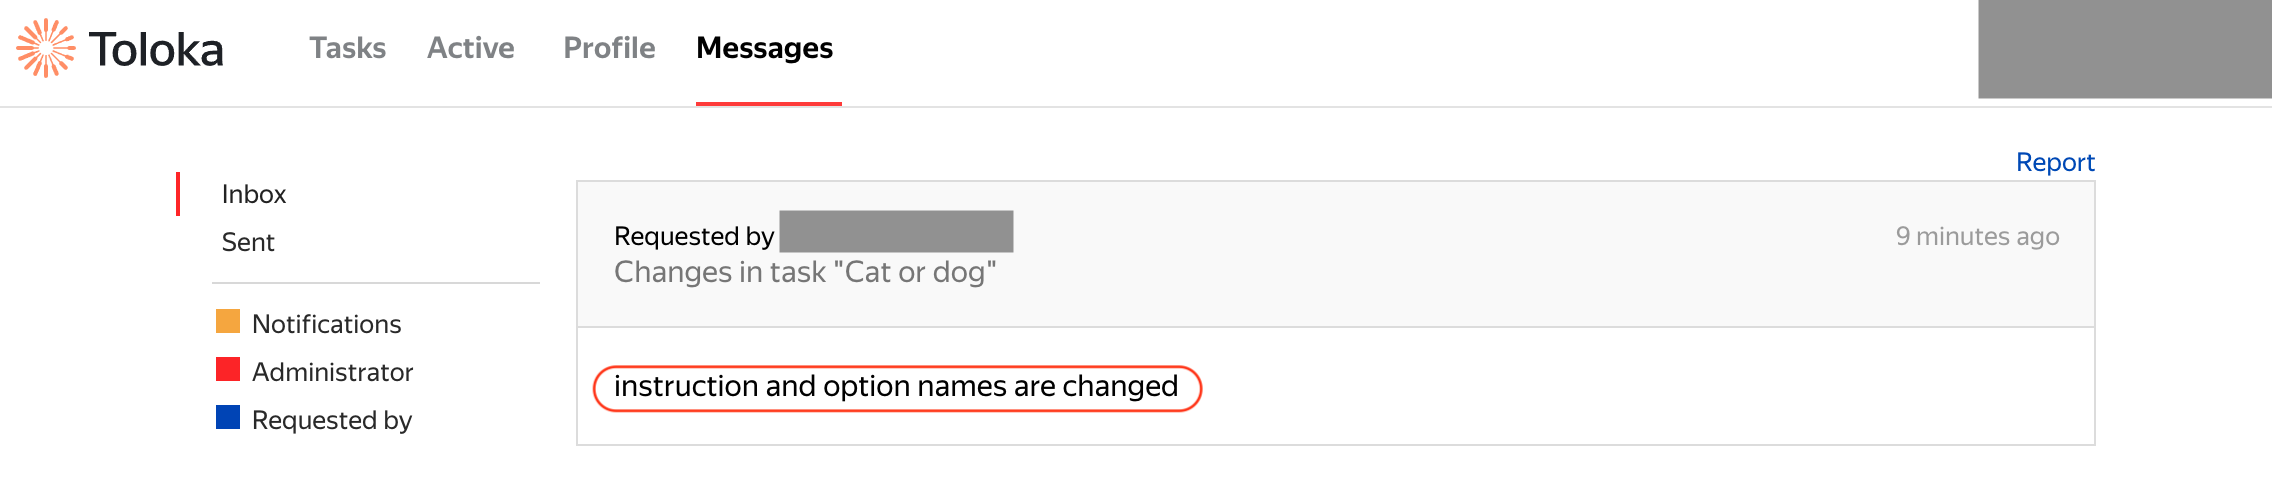 Toloka
Tasks
Active
Profile
Messages
Report
Inbox
Sent
Notifications
Administrator
Requested by
Requested by
9 minutes ago
Changes in task "Cat or dog"
instruction and option names are changed